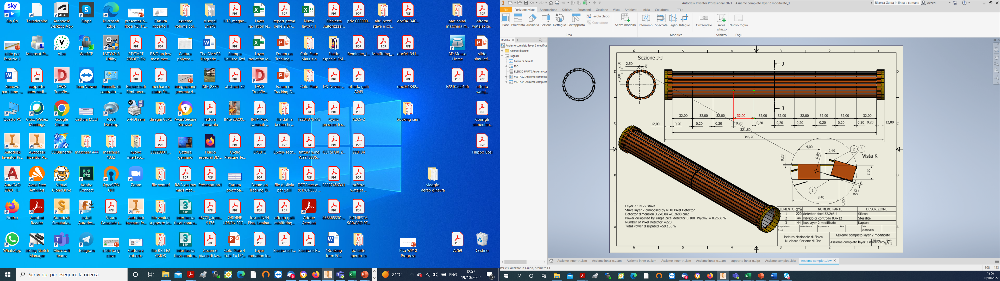 Sky Go
Thunderbird
Autodesk
Desktop App
Skype
Microsoft
Edge
presentazio...
fbosi RD_FC...
Cattura
roberto 1
assieme
volume col...
disegni
LN2P3
HTS_magne...
Layer
radiation le...
report prova
belle 2 07-...
Nuovi
layout_1
Richiesta
Autorizzazi...
pdv-000000...
altri pezzi
stave e col...
doc041340...
particolari
maschera m...
offerta
watajet ce...
slide per
Fabrizio 1
MicrosoftPr...
Vibe
WinSCP
LMTOOLS
Utility
STYCAST
2850FT-EN
R&D on low
mass mec...
Cattura
polytec ...
The DMAPS
Upgrade ...
Stampa
Utilizzo Taxi
Layer
radiation le...
Forum on
Tracking ...
Cold Plate
Maurizio
Fluido
especial 3M...
Reminder_L...
Minifitting_...
doc041341...
3D Mouse
Home
slide
simulati...
Rinnovo
part-time -...
supporto
intermedi...
DWG
TrueVie...
TeamViewer
Pannello di
controllo - ...
Richiesta di
Rimborso...
mechanics
status Pis...
integrazione
presentazi...
IMG_2879
abstract-32
DWG
TrueVie...
Forum on
Tracking D...
Cold Plate
DS-Novec-...
offerta galli
A269
doc041342...
F2210560146
offerta
wataj...
Questo PC
Cisco Webex
Meetings
Google
Chrome
Cattura M55J
A360
Desktop
X-PDFsam
disegni CEPC
Avast Secure
Browser
fattura
iberdrola
IMG-20200...
INFN Pisa,
Laminati ...
file dati a
bedeschi ...
F2204379773
Cyclic
pressure tes...
A269-2
booking cern
Consigli
alimentari...
Autodesk
Inventor Pr...
Autodesk
Inventor Pr...
CDBurnerXP
maschera 444
maschera
1332
nuovo
interfacc...
20220901_...
Cattura
gennaro
Fluido
especial 3M...
Cyclic
Pressure Te...
EP30TC
Epoxy-Tech...
fattura wind
W2213335...
GDFSFOX_2...
220134
Filippo Bosi
AutoCAD
2020 - I...
Avast Free
Antivirus
Virtual
CloneDrive
Adobe
Connect
OpenVPN
GUI
Zoom
file venturi
R&D on low
mass mec...
Presentation1
Cattura
pocofoa...
Forum on
Tracking D...
file di silvia
per galli
DDTEmesso...
& MORELLI ...
F2207456301
offerta
watajet ...
viaggio
aereo ginevra
Firefox
Acrobat
Reader
Autodesk
Simulatio...
Install
Autodes...
Visura
Catastale t...
Autodesk
Inventor Pr...
file venturi
supporto in...
Interfaccia
flussi contra...
Assieme
46772_signe...
9176
ORDINE
LOSON FCC ...
loson INFN
Pisa, Lamina...
offerta galli
minifitting...
Adobe
Acrobat
058365330-...
RICHIESTA
SGRAVIO PE...
WhatsApp
Inkling Sketch
Manager
Microsoft
Teams
Telegram
slide long
stave
Cattura x
roberto
file BELLE2
CMOS
Interfaccia
flussi contra...
Assieme
piano di lav...
Cold Plate 4
Tubi T=15°...
Layer
radiation le...
ElectronicTi...
ElectronicR...
1Booking
form FC...
bollette
iperdrola
Pisa WP10
Progress
A269
Cestino
Scrivi qui per eseguire la ricerca
21°C
ENG
12:57
19/10/2022
Autodesk Inventor Professional 2021 Assieme completo layer 2 modificato_1
Ricerca Guida in linea e comand
Accedi
File
Posiziona viste
Annotazione
Schizzo
Strumenti
Gestione
Vista
Ambienti
Inizia
Collabora
Base
Proiettata
Ausiliaria
Sezione
Dettaglio
Sovrapposta
Tavola chiodi
Connettore
Senza modello
Interrompi
Spaccata
Taglio
Ritaglio
Orizzontale
Avvia
schizzo
Nuovo foglio
Crea
Modifica
Schizzo
Fogli
Modello
Assieme completo layer 2 modifica
Risorse disegno
Foglio:1
Bordo di default
ISO
ELENCO PARTI:Assieme cor
VISTA12:Assieme completo
VISTA14:Assieme completo
6 5 4 3 2 1
Sezione J-J
2,50
2,50
K
20,00
J
J
32,00 32,00 32,00 32,00 32,00 32,00 32,00 32,00 32,00 32,00
12,00 0,20 0,20 0,20 0,20 0,20 0,20 0,20 0,20 0,20 0,20 12,00
321,80
346,20
4,00
2,49
2
3
Vista K
0,23
0,05
2,50
1
0,28
8,40
0,05
Layer 2 : N.22 stave
Stave layer 2 composed by N.10 Pixel Detector
Detector dimension 3.2x0.84 =0.2688 cm2
Power dissipated by single pixel detector 0.100 W/cm2 = 0.2688 W
Number of Pixel Detector =220
Total Power dissipated =59.136 W
ELEMENTO QTÀ NUMERO PARTE DESCRIZIONE
1 220 detector pixel 32.2x8.4 Silicon
2 44 hibrido di controllo 8.4x12 Stesalite
3 44 bus layer 2 modificato Kapton
Progettato da
fbosi
Controllato da
Approvato da
09/09/2022
Istituto Nazionale di Fisica
Nucleare-Sezione di Pisa
Assieme completo layer 2 modificato
Assieme completo layer 2 modificato_1
1 / 1
6 5 4 3 2 1
Assieme inner tr...iam
Assieme inner tr...iam
Assieme inner tr...iam
Assieme Inner tr...iam
Assieme inner tr...iam
supporto inner t...ipt
Assieme complet...idw
Assieme complet...idw
Per visualizzare la Guida, premere F1
308 123
12:57
19/10/2022